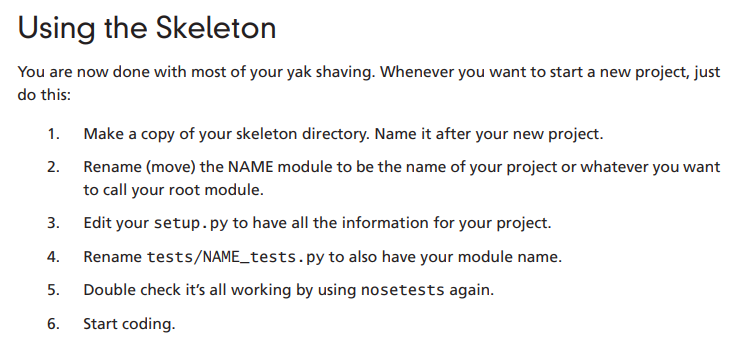 Using the Skeleton
You are now done with most of your yak shaving. Whenever you want to start a new project, just
do this:
1. Make a copy of your skeleton directory. Name it after your new project.
2. Rename (move) the NAME module to be the name of your project or whatever you want
to call your root module.
3. Edit your setup.py to have all the information for your project.
4. Rename tests/NAME_tests.py to also have your module name.
5. Double check it’s all working by using nosetests again.
6. Start coding.